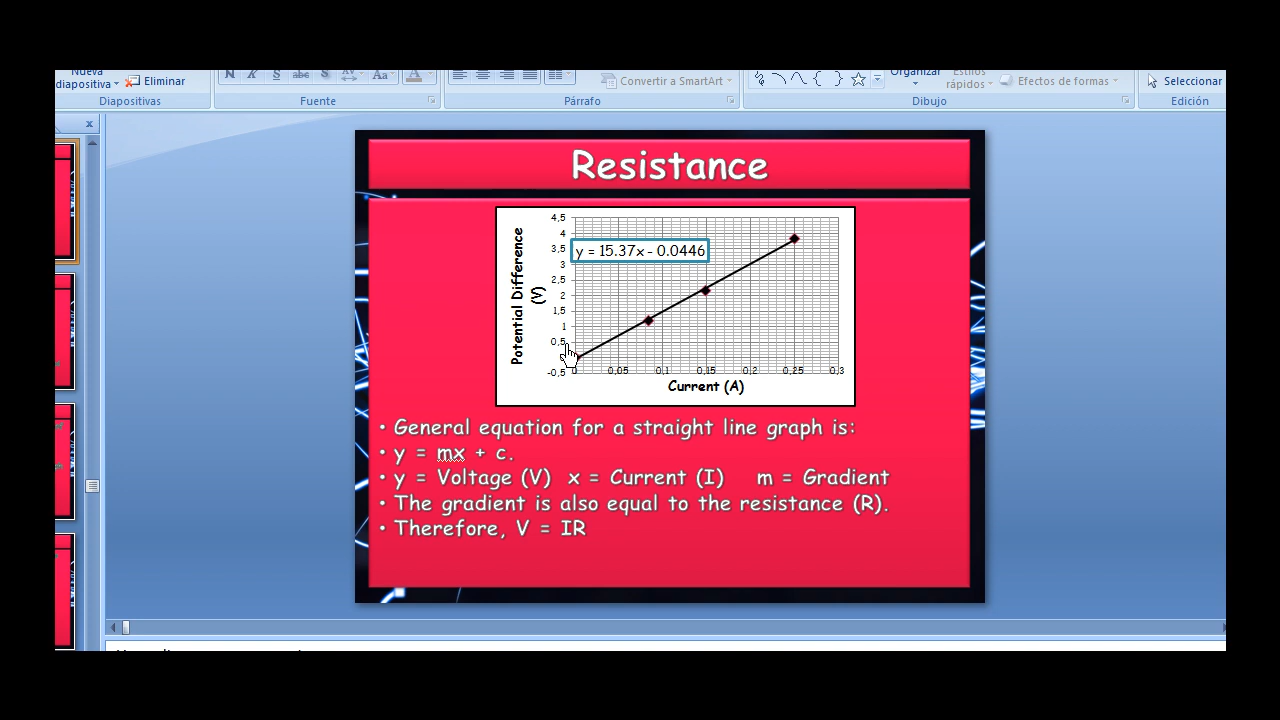 Nueva
diapositiva
Eliminar
N K S abc S AV Aa A
Convertir a SmartArt
Organizar
Estilos
rápidos
Efectos de formas
Seleccionar
Diapositivas
Fuente
Párrafo
Dibujo
Edición
x
Resistance
Potential Difference
(V)
4,5
4
3,5
3
2,5
2
1,5
1
0,5
-0,5
y = 15.37x - 0.0446
0 0,05 0,1 0,15 0,2 0,25 0,3
Current (A)
• General equation for a straight line graph is:
• y = mx + c.
• y = Voltage (V) x = Current (I) m = Gradient
• The gradient is also equal to the resistance (R).
• Therefore, V = IR